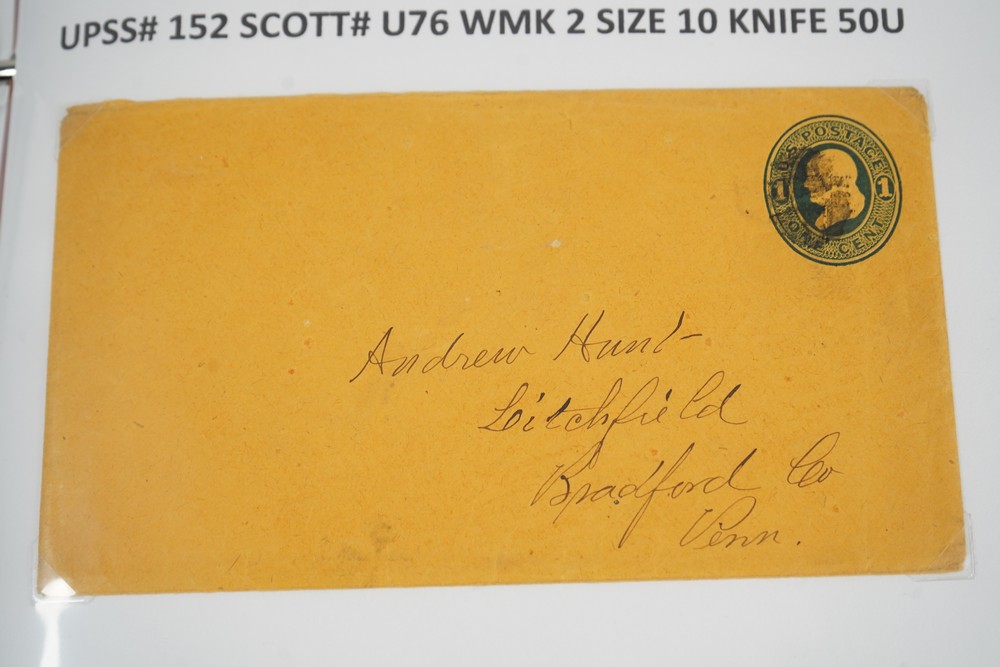 UPSS# 152 SCOTT# U76 WMK 2 SIZE 10 KNIFE 50U
U.S. POSTAGE
1 1
ONE CENT
Andrew Hunt
Litchfield
Bradford Co
Penn.